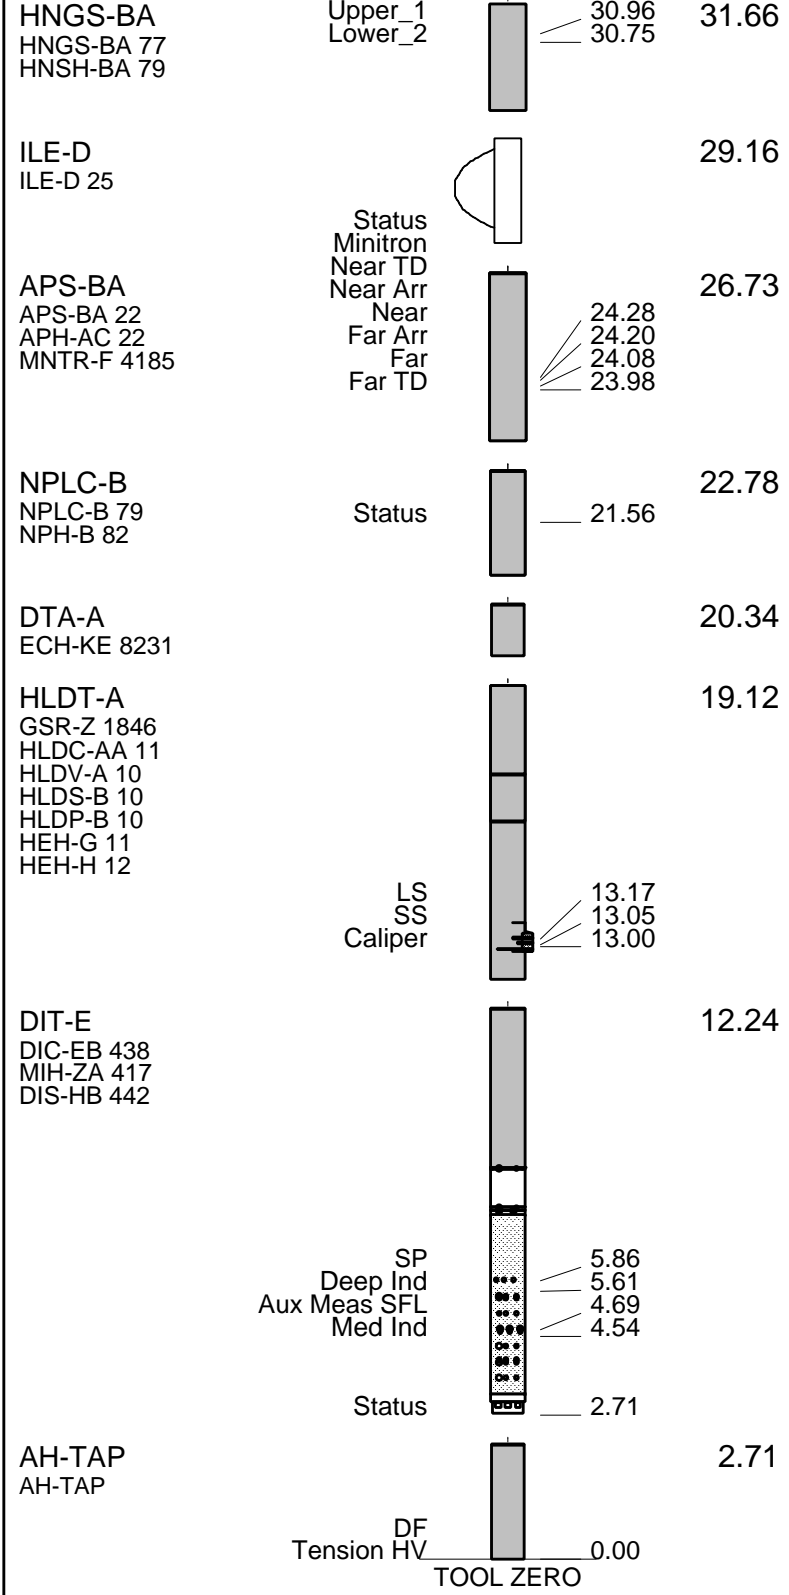 HNGS-BA Upper_1 30.96 31.66
HNGS-BA 77 Lower_2 30.75
HNSH-BA 79
ILE-D 29.16
ILE-D 25
Status
Minitron
Near TD
APS-BA Near Arr 26.73
APS-BA 22 Near 24.28
APH-AC 22 Far Arr 24.20
MNTR-F 4185 Far 24.08
Far TD 23.98
NPLC-B 22.78
NPLC-B 79 Status 21.56
NPH-B 82
DTA-A 20.34
ECH-KE 8231
HLDT-A 19.12
GSR-Z 1846
HLDC-AA 11
HLDV-A 10
HLDS-B 10
HLDP-B 10
HEH-G 11
HEH-H 12
LS 13.17
SS 13.05
Caliper 13.00
DIT-E 12.24
DIC-EB 438
MIH-ZA 417
DIS-HB 442
SP 5.86
Deep Ind 5.61
Aux Meas SFL 4.69
Med Ind 4.54
Status 2.71
AH-TAP 2.71
AH-TAP
DF
Tension HV 0.00
TOOL ZERO